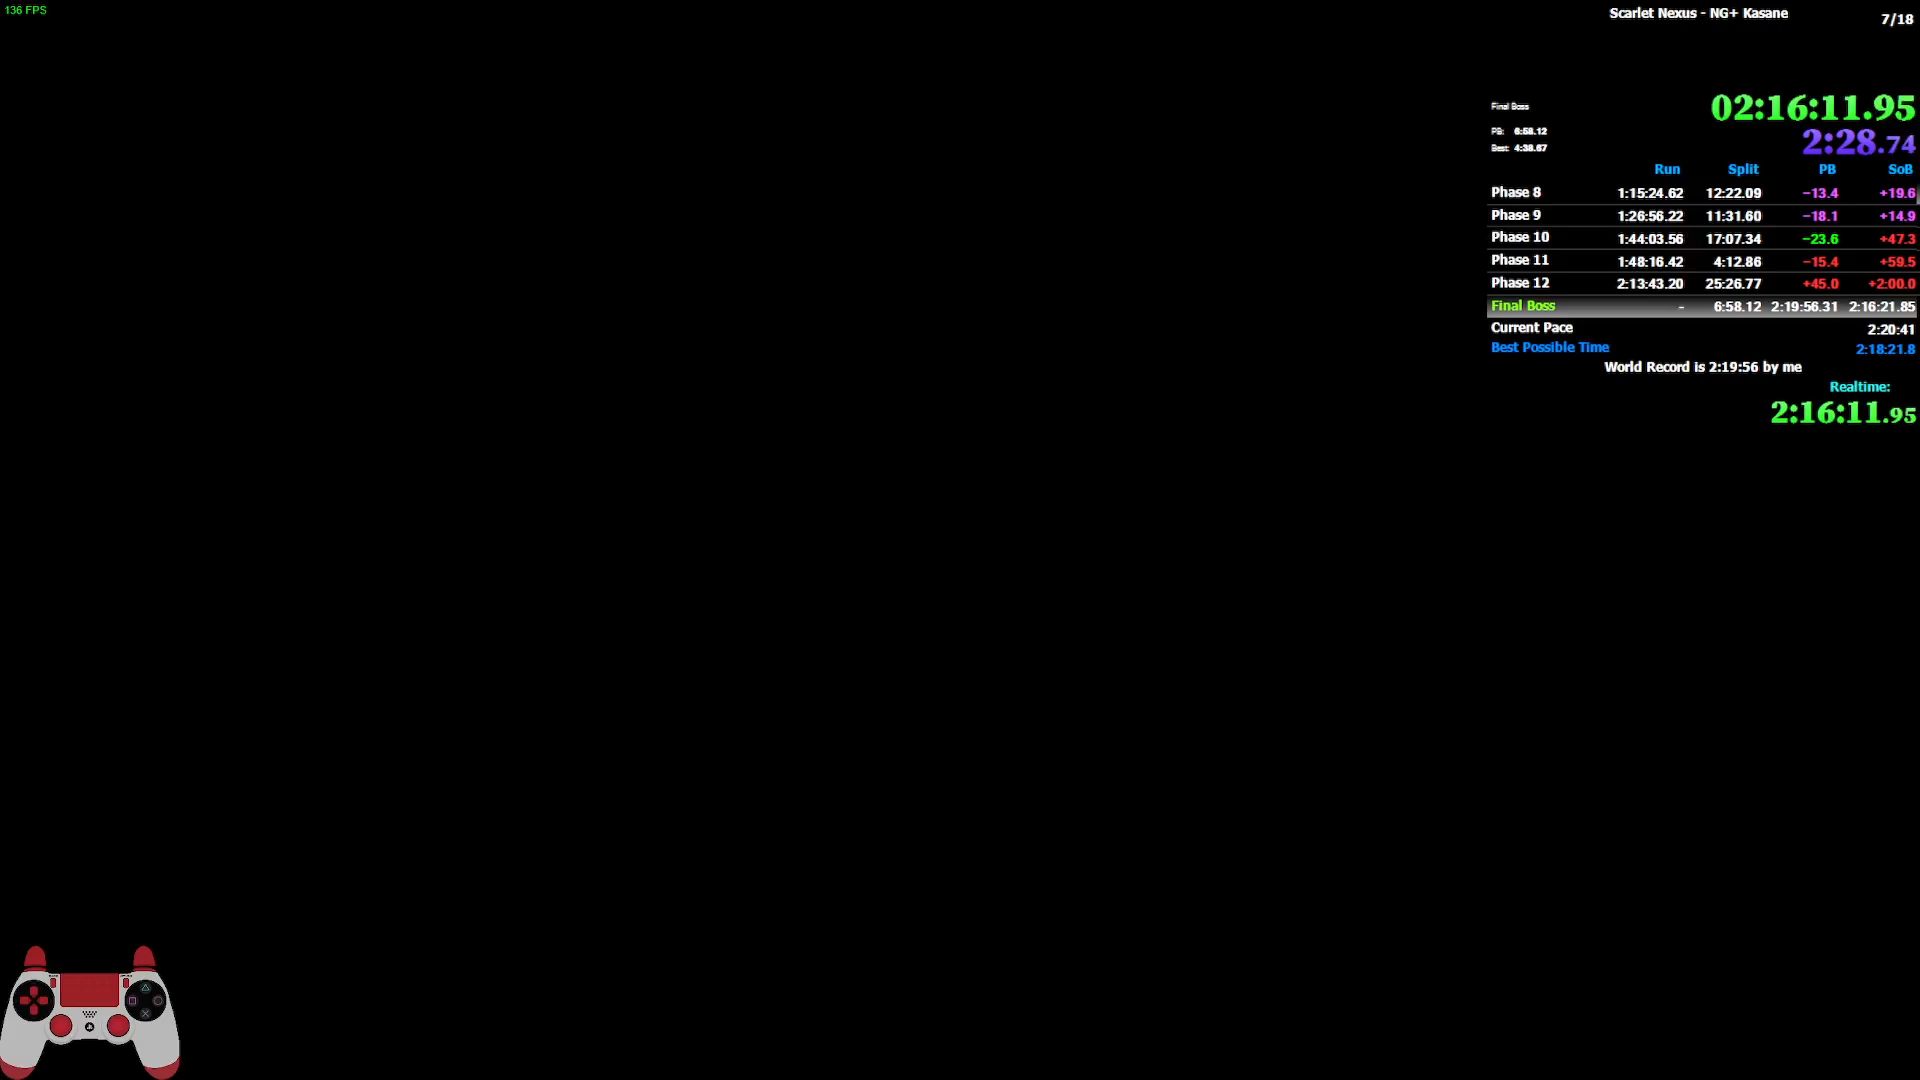 136 FPS
Scarlet Nexus - NG+ Kasane
7/18
Final Boss
02:16:11.95
PB: 6:58.12
2:28.74
Best: 4:38.67
Run Split PB SoB
Phase 8 1:15:24.62 12:22.09 −13.4 +19.6
Phase 9 1:26:56.22 11:31.60 −18.1 +14.9
Phase 10 1:44:03.56 17:07.34 −23.6 +47.3
Phase 11 1:48:16.42 4:12.86 −15.4 +59.5
Phase 12 2:13:43.20 25:26.77 +45.0 +2:00.0
Final Boss - 6:58.12 2:19:56.31 2:16:21.85
Current Pace 2:20:41
Best Possible Time 2:18:21.8
World Record is 2:19:56 by me
Realtime:
2:16:11.95